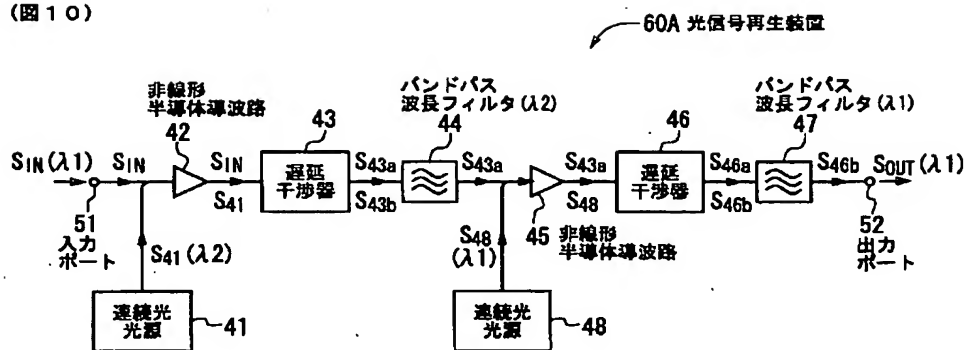 (図10)
60A 光信号再生装置
非線形
半導体導波路
42
43
遅延
干渉器
バンドパス
波長フィルタ(λ2)
44
46
遅延
干渉器
バンドパス
波長フィルタ(λ1)
47
SIN(λ1)
SIN
SIN
S41
S43a
S43b
S43a
S43a
S48
S46a
S46b
S46b
SOUT(λ1)
51
入力
ポート
S41(λ2)
S48
(λ1)
45 非線形
半導体導波路
52
出力
ポート
連続光
光源
41
連続光
光源
48